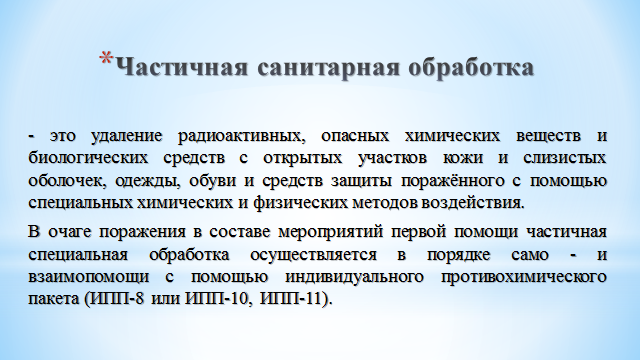 *Частичная санитарная обработка
- это удаление радиоактивных, опасных химических веществ и
биологических средств с открытых участков кожи и слизистых
оболочек, одежды, обуви и средств защиты поражённого с помощью
специальных химических и физических методов воздействия.
В очаге поражения в составе мероприятий первой помощи частичная
специальная обработка осуществляется в порядке само - и
взаимопомощи с помощью индивидуального противохимического
пакета (ИПП-8 или ИПП-10, ИПП-11).